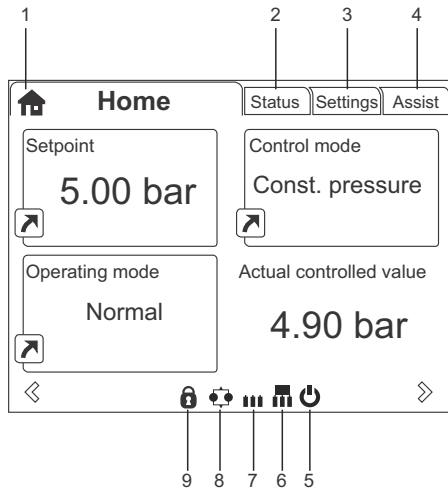 1 2 3 4
Home Status Settings Assist
Setpoint Control mode
5.00 bar Const. pressure
Operating mode Actual controlled value
Normal 4.90 bar
9 8 7 6 5